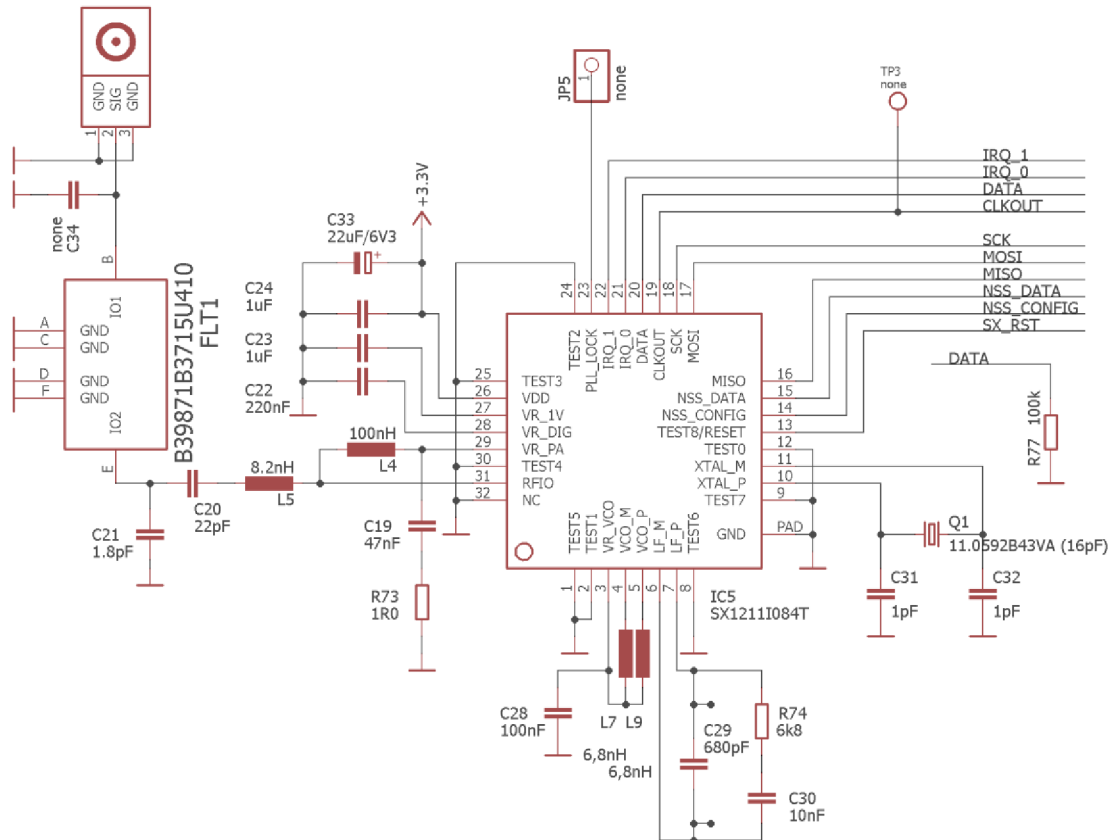 GND
SIG
GND
1
2
3
none
C34
B
IO1
A
GND
C
GND
D
GND
F
GND
IO2
E
B39871B3715U410
FLT1
+3.3V
C33
22uF/6V3
+
C24
1uF
C23
1uF
C22
220nF
100nH
L4
8.2nH
L5
C20
22pF
C21
1.8pF
C19
47nF
R73
1R0
JP5
1
none
TP3
none
IRQ_1
IRQ_0
DATA
CLKOUT
SCK
MOSI
MISO
NSS_DATA
NSS_CONFIG
SX_RST
DATA
R77
100k
24
23
22
21
20
19
18
17
TEST2
PLL_LOCK
IRQ_1
IRQ_0
DATA
CLKOUT
SCK
MOSI
25
TEST3
26
VDD
27
VR_1V
28
VR_DIG
29
VR_PA
30
TEST4
31
RFIO
32
NC
MISO
16
NSS_DATA
15
NSS_CONFIG
14
TEST8/RESET
13
TEST0
12
XTAL_M
11
XTAL_P
10
TEST7
9
GND
PAD
TEST5
TEST1
VR_VCO
VCO_M
VCO_P
LF_M
LF_P
TEST6
1
2
3
4
5
6
7
8
IC5
SX1211I084T
Q1
11.0592B43VA (16pF)
C31
1pF
C32
1pF
C28
100nF
L7
L9
6,8nH
6,8nH
C29
680pF
R74
6k8
C30
10nF